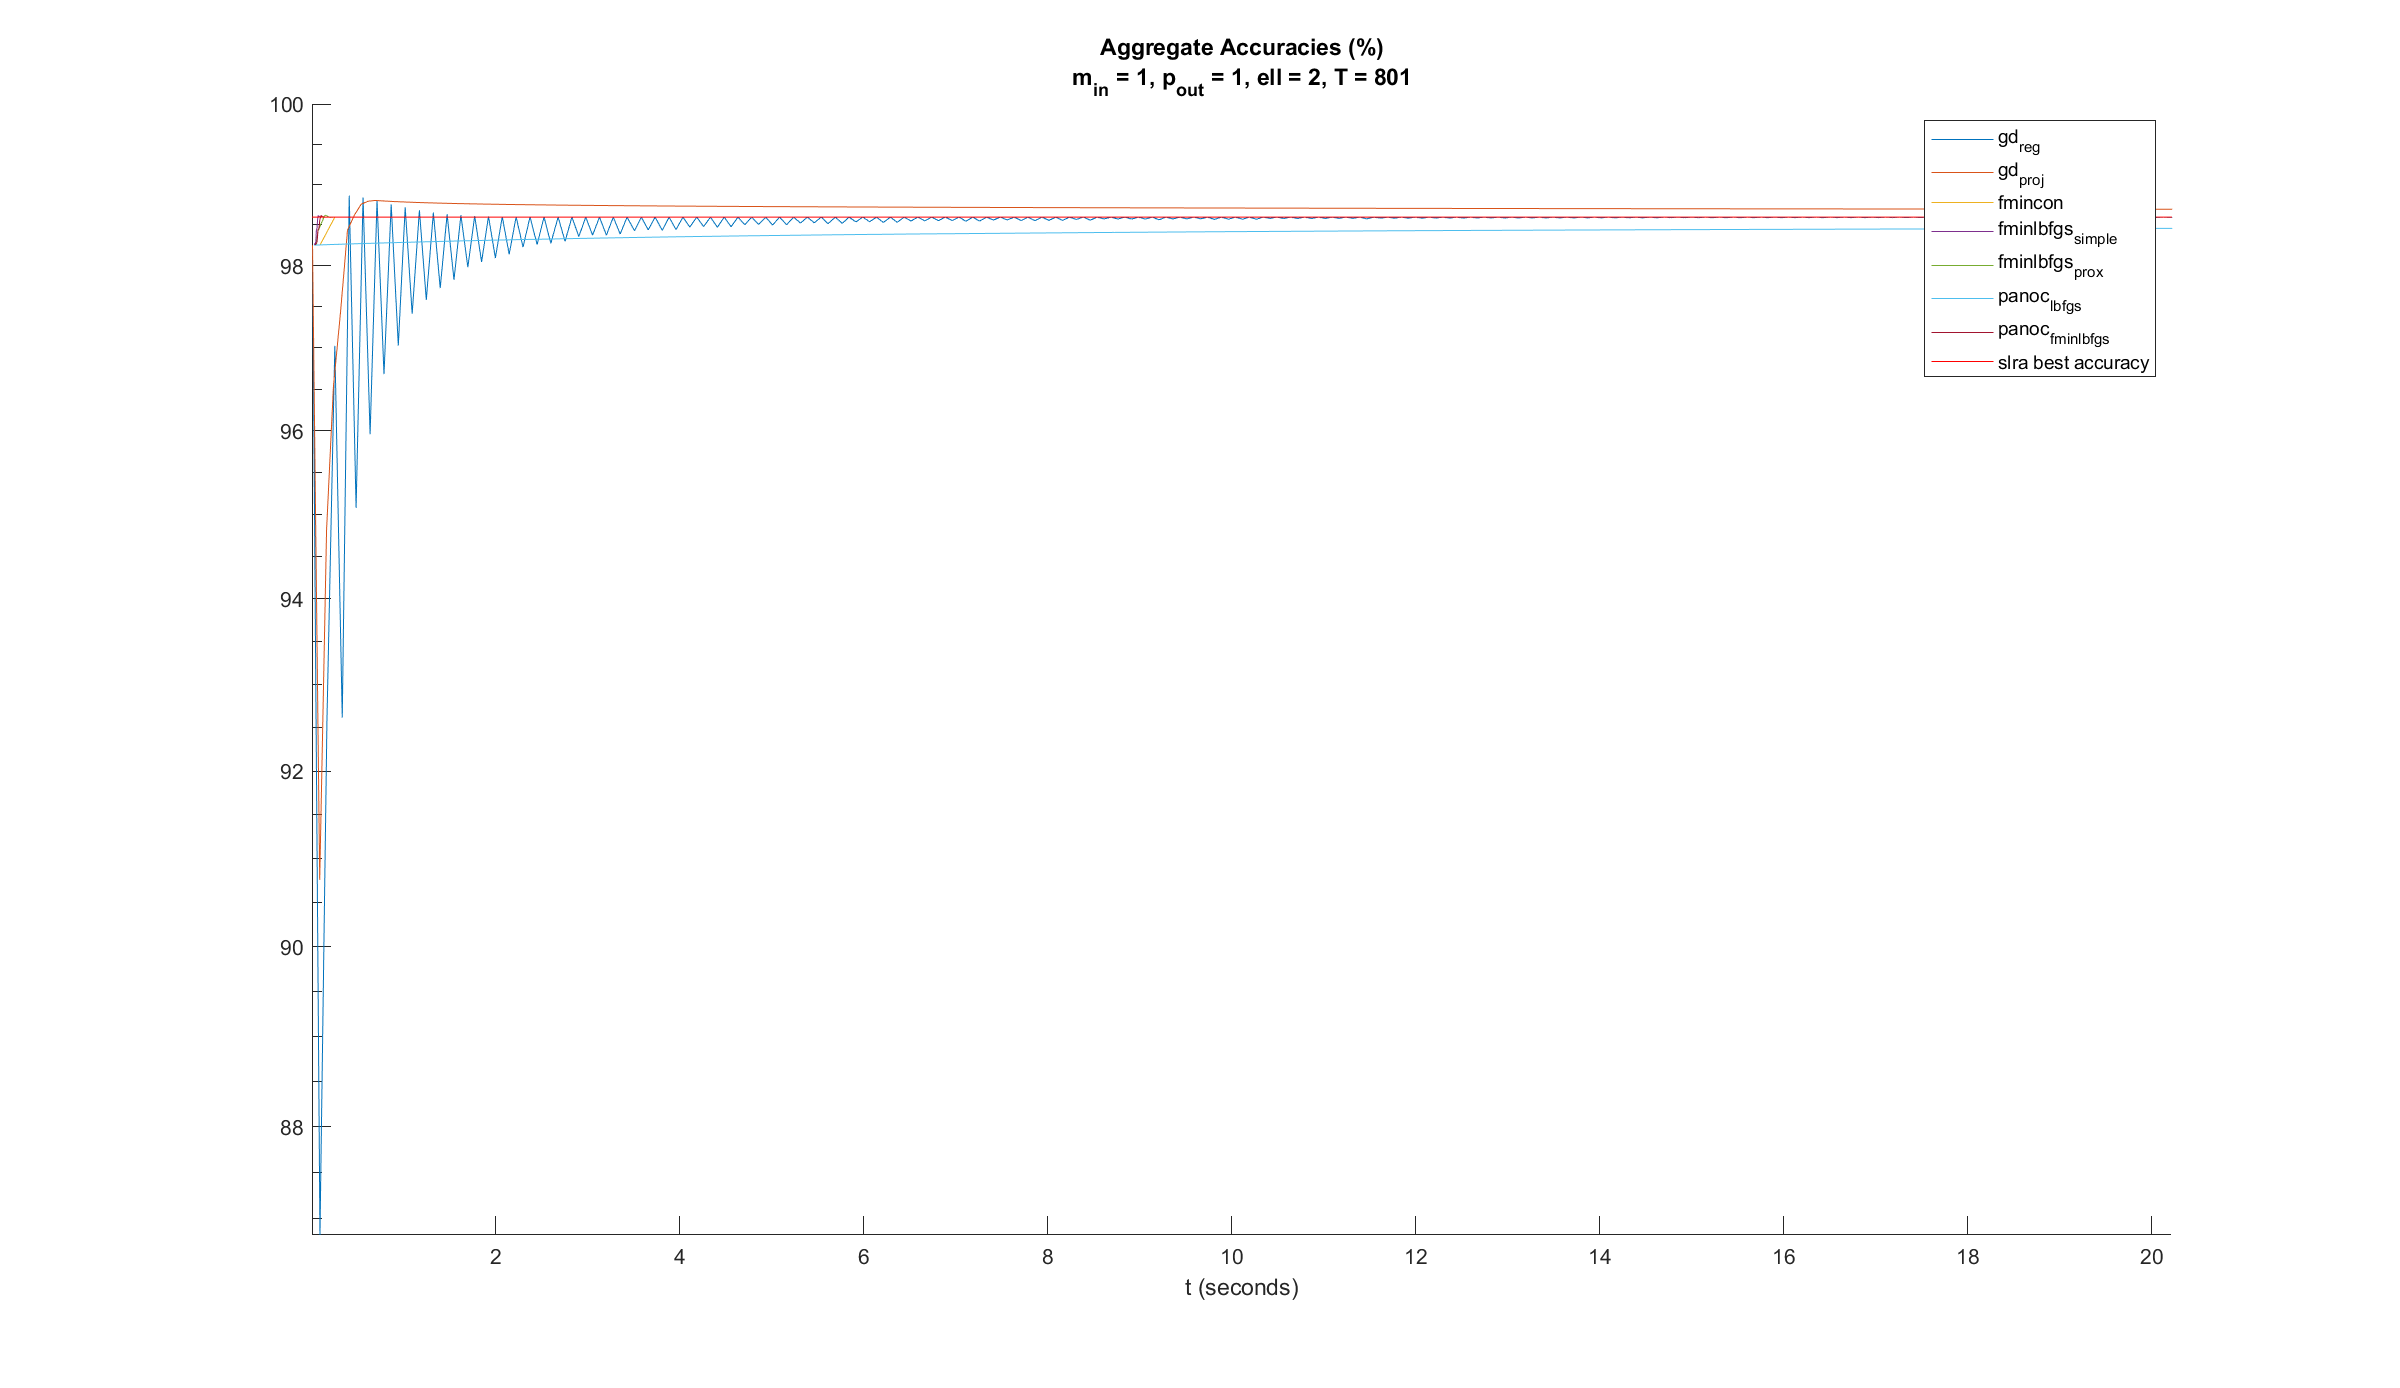 Aggregate Accuracies (%)
m_in = 1, p_out = 1, ell = 2, T = 801
100
98
96
94
92
90
88
2 4 6 8 10 12 14 16 18 20
t (seconds)
gd_reg
gd_proj
fmincon
fminlbfgs_simple
fminlbfgs_prox
panoc_lbfgs
panoc_fminlbfgs
slra best accuracy